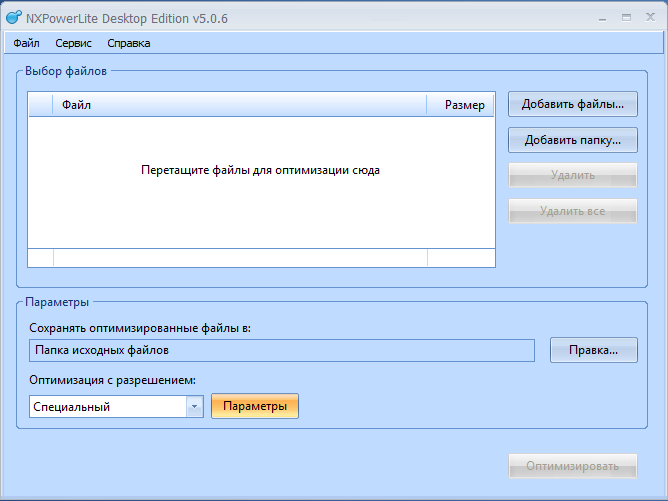 NXPowerLite Desktop Edition v5.0.6
Файл Сервис Справка
Выбор файлов
Файл Размер
Перетащите файлы для оптимизации сюда
Добавить файлы...
Добавить папку...
Удалить
Удалить все
Параметры
Сохранять оптимизированные файлы в:
Папка исходных файлов
Правка...
Оптимизация с разрешением:
Специальный
Параметры
Оптимизировать